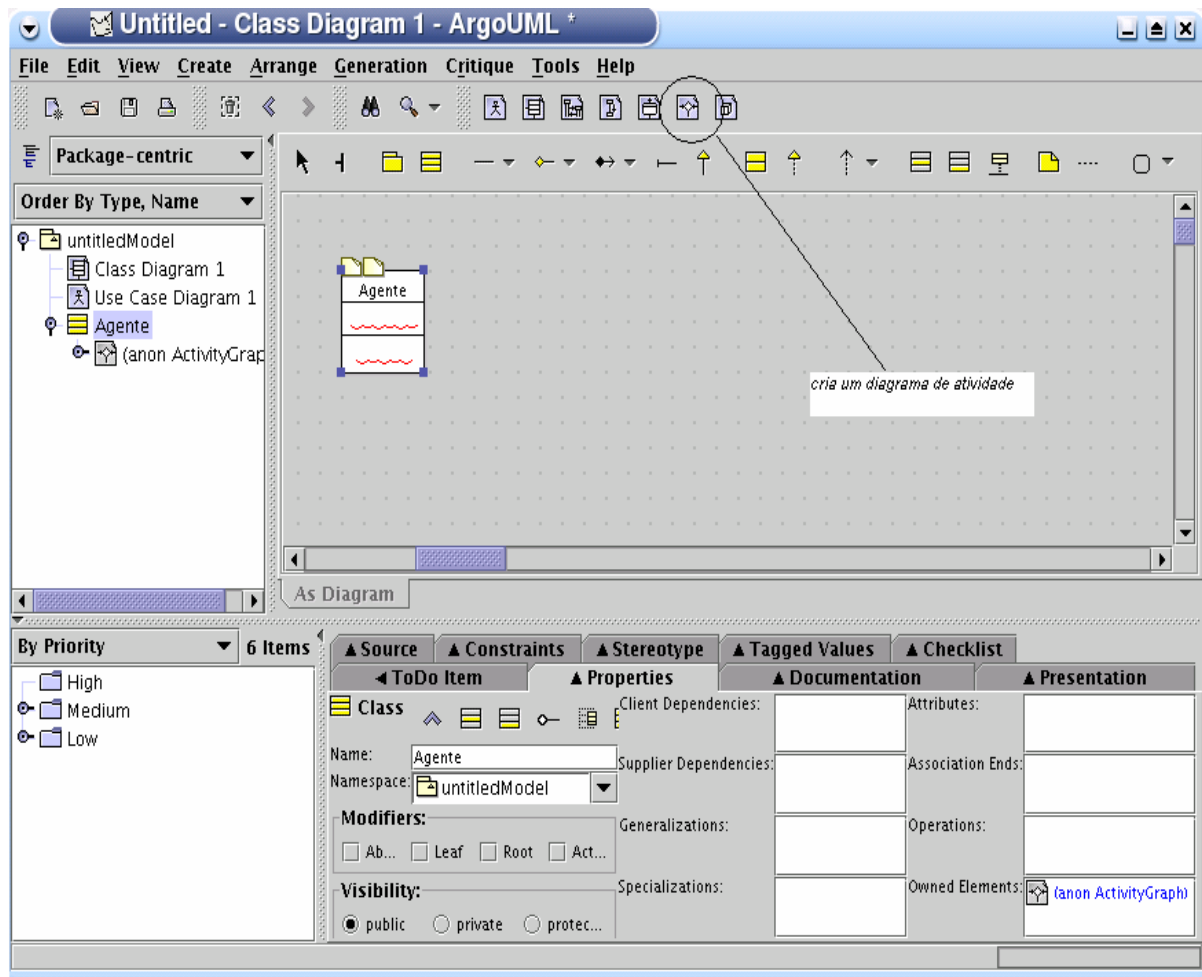 Untitled - Class Diagram 1 - ArgoUML *
File Edit View Create Arrange Generation Critique Tools Help
Package-centric
Order By Type, Name
untitledModel
Class Diagram 1
Use Case Diagram 1
Agente
(anon ActivityGrap
Agente
cria um diagrama de atividade
As Diagram
By Priority
6 Items
High
Medium
Low
Source
Constraints
Stereotype
Tagged Values
Checklist
ToDo Item
Properties
Documentation
Presentation
Class
Name:
Agente
Namespace:
untitledModel
Modifiers:
Ab... Leaf Root Act...
Visibility:
public private protec...
Client Dependencies:
Supplier Dependencies:
Generalizations:
Specializations:
Attributes:
Association Ends:
Operations:
Owned Elements:
(anon ActivityGraph)